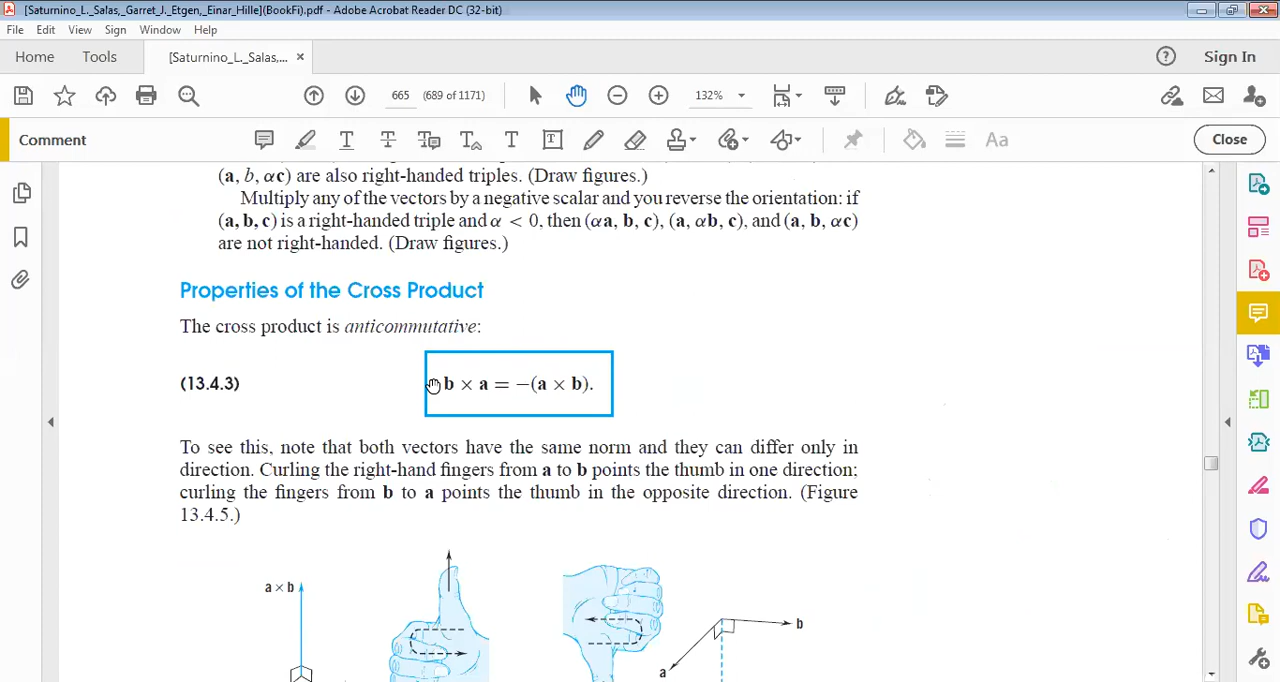 [Saturnino_L._Salas,_Garret_J._Etgen,_Einar_Hille](BookFi).pdf - Adobe Acrobat Reader DC (32-bit)
File Edit View Sign Window Help
Home Tools [Saturnino_L._Salas,... × Sign In
665 (689 of 1171) 132%
Comment Aa Close
(a, b, αc) are also right-handed triples. (Draw figures.)
Multiply any of the vectors by a negative scalar and you reverse the orientation: if
(a, b, c) is a right-handed triple and α < 0, then (αa, b, c), (a, αb, c), and (a, b, αc)
are not right-handed. (Draw figures.)
Properties of the Cross Product
The cross product is anticommutative:
(13.4.3) b × a = −(a × b).
To see this, note that both vectors have the same norm and they can differ only in
direction. Curling the right-hand fingers from a to b points the thumb in one direction;
curling the fingers from b to a points the thumb in the opposite direction. (Figure
13.4.5.)
a × b
b
a